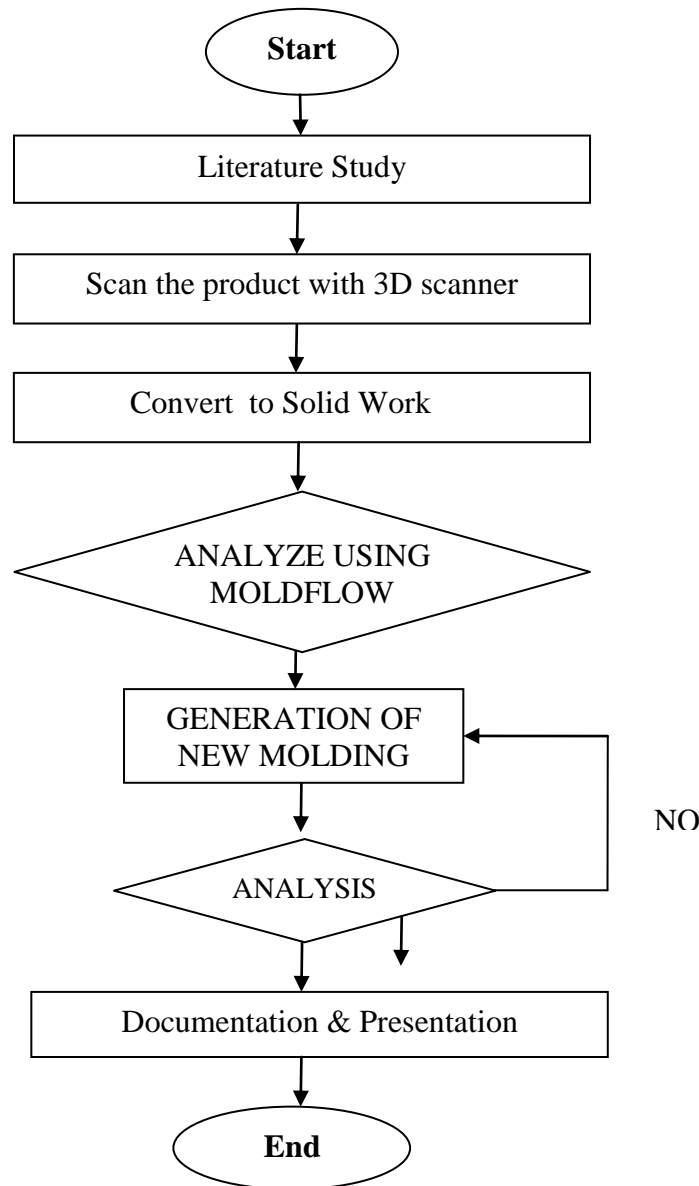 Start
Literature Study
Scan the product with 3D scanner
Convert to Solid Work
ANALYZE USING
MOLDFLOW
GENERATION OF
NEW MOLDING
NO
ANALYSIS
Documentation & Presentation
End